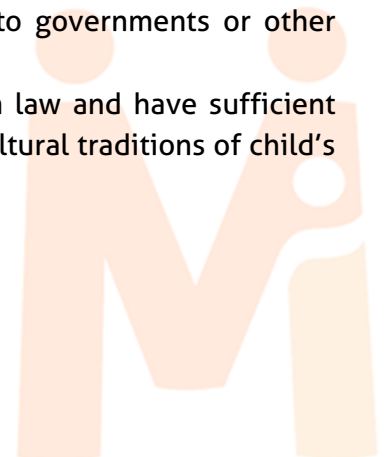 to governments or other
law and have sufficient
ltural traditions of child's